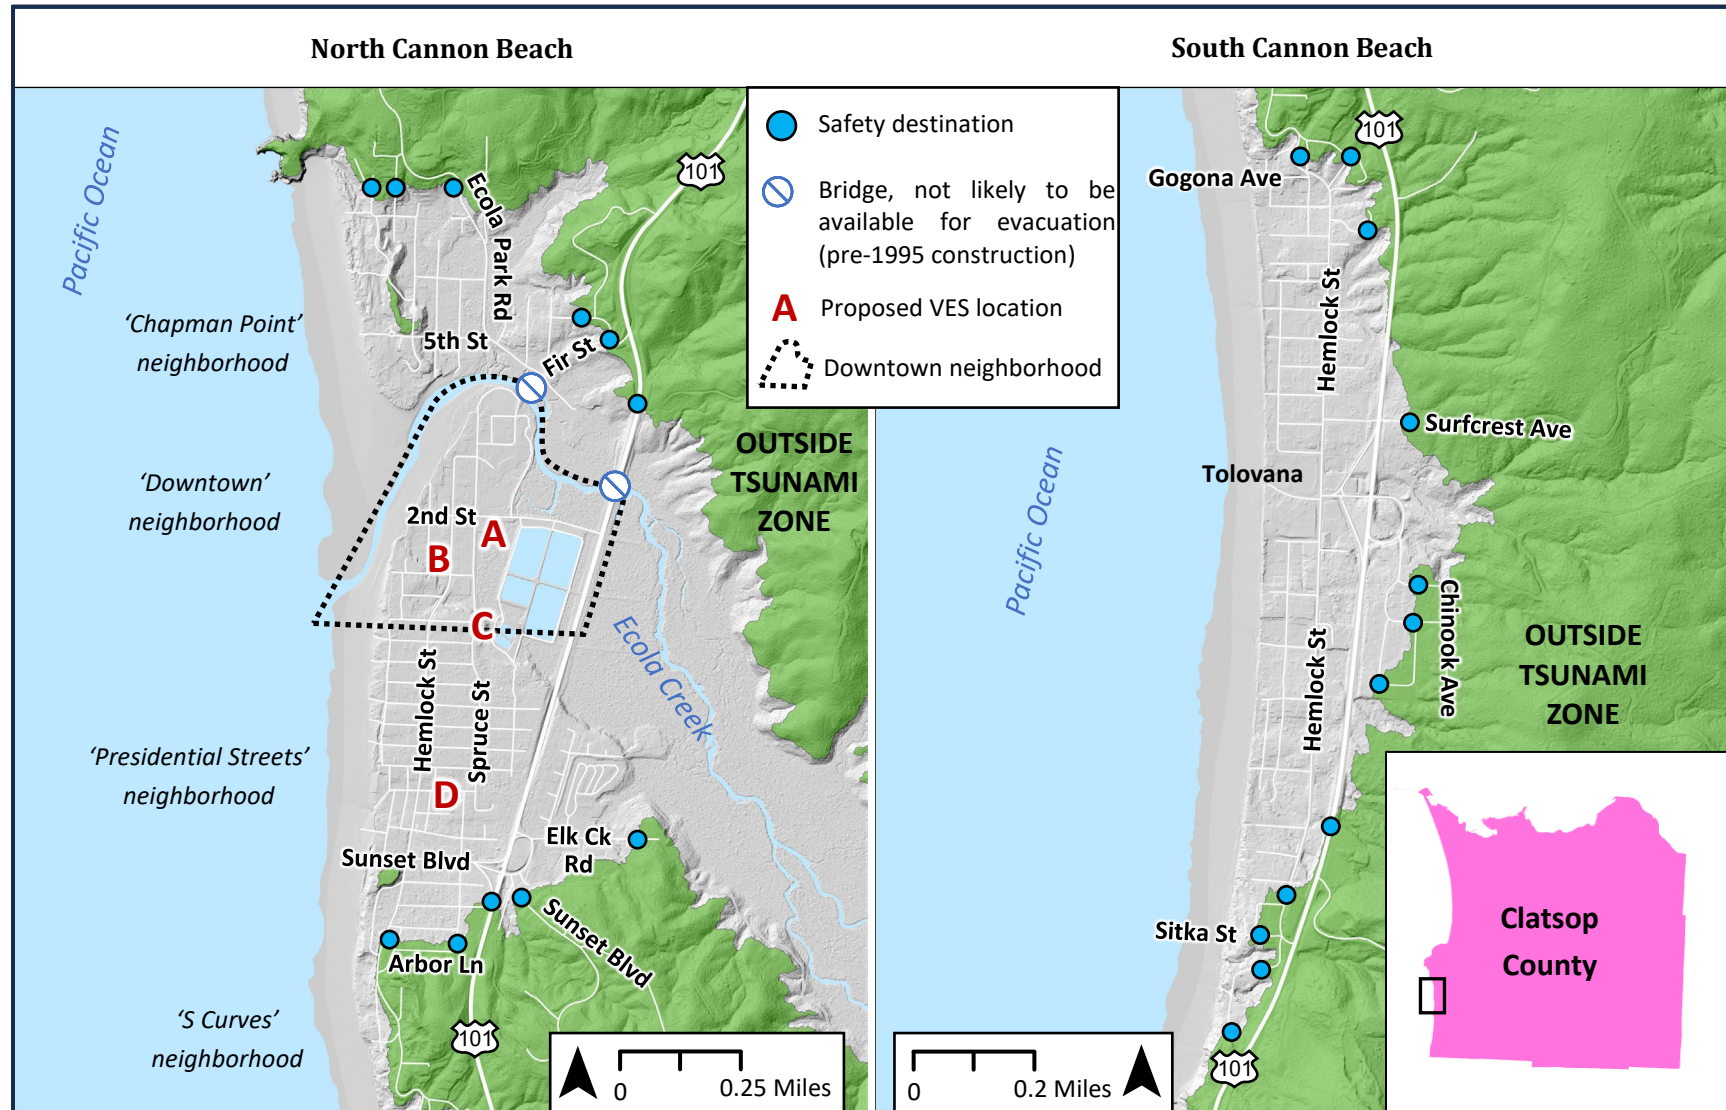 North Cannon Beach
South Cannon Beach
Pacific Ocean
Ecola
Park Rd
101
5th St
Fir St
'Chapman Point'
neighborhood
'Downtown'
neighborhood
2nd St
A
B
C
OUTSIDE
TSUNAMI
ZONE
Ecola Creek
Hemlock St
Spruce St
'Presidential Streets'
neighborhood
D
Elk Ck
Rd
Sunset Blvd
Sunset Blvd
Arbor Ln
'S Curves'
neighborhood
101
0
0.25 Miles
Safety destination
Bridge, not likely to be
available for evacuation
(pre-1995 construction)
A Proposed VES location
Downtown neighborhood
101
Gogona Ave
Hemlock St
Surfcrest Ave
Tolovana
Pacific Ocean
Chinook Ave
OUTSIDE
TSUNAMI
ZONE
Hemlock St
Sitka St
101
0
0.2 Miles
Clatsop
County